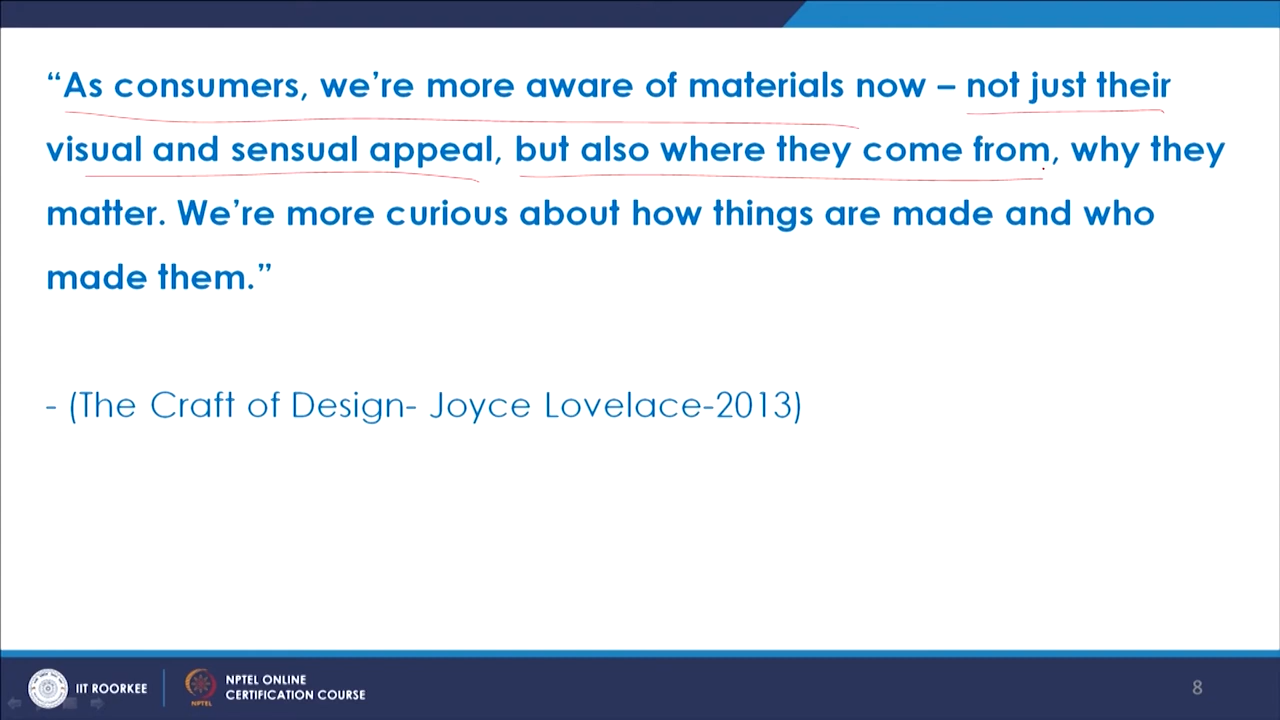 “As consumers, we’re more aware of materials now – not just their
visual and sensual appeal, but also where they come from, why they
matter. We’re more curious about how things are made and who
made them.”
- (The Craft of Design- Joyce Lovelace-2013)
IIT ROORKEE
NPTEL
NPTEL ONLINE
CERTIFICATION COURSE
8